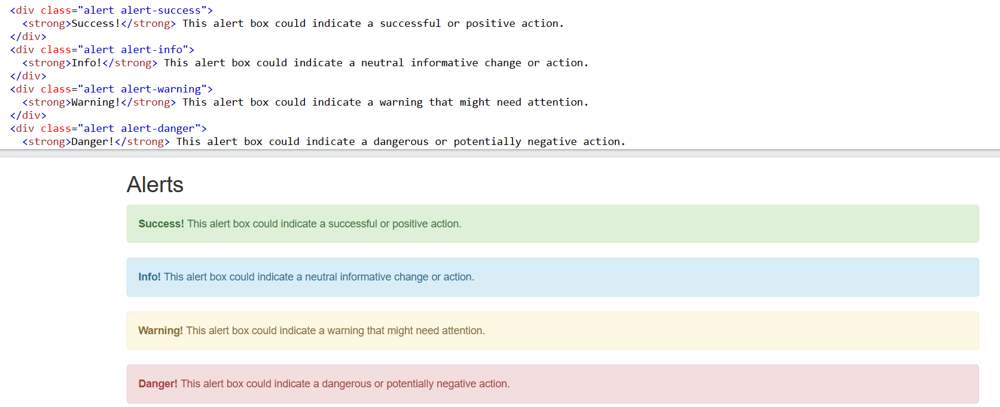 <div class="alert alert-success">
  <strong>Success!</strong> This alert box could indicate a successful or positive action.
</div>
<div class="alert alert-info">
  <strong>Info!</strong> This alert box could indicate a neutral informative change or action.
</div>
<div class="alert alert-warning">
  <strong>Warning!</strong> This alert box could indicate a warning that might need attention.
</div>
<div class="alert alert-danger">
  <strong>Danger!</strong> This alert box could indicate a dangerous or potentially negative action.
Alerts
Success! This alert box could indicate a successful or positive action.
Info! This alert box could indicate a neutral informative change or action.
Warning! This alert box could indicate a warning that might need attention.
Danger! This alert box could indicate a dangerous or potentially negative action.